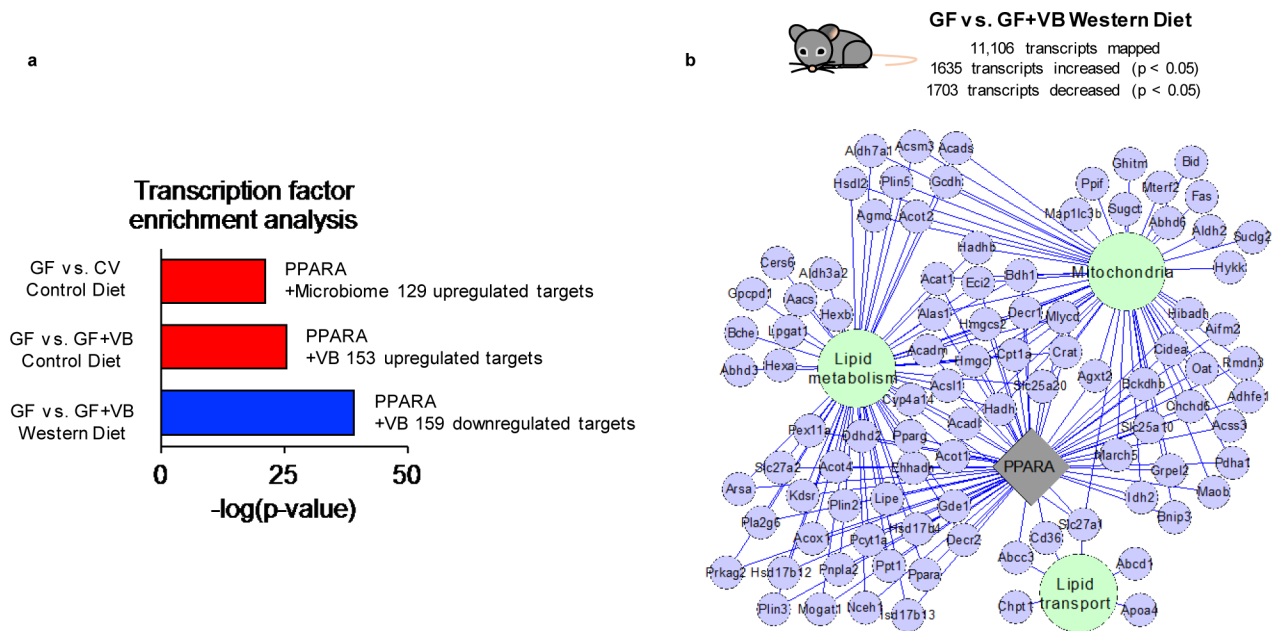 a
Transcription factor
enrichment analysis
GF vs. CV
Control Diet
PPARA
+Microbiome 129 upregulated targets
GF vs. GF+VB
Control Diet
PPARA
+VB 153 upregulated targets
GF vs. GF+VB
Western Diet
PPARA
+VB 159 downregulated targets
0 25 50
-log(p-value)
b
GF vs. GF+VB Western Diet
11,106 transcripts mapped
1635 transcripts increased (p < 0.05)
1703 transcripts decreased (p < 0.05)
Aldh7a1
Acsm3
Acads
Hsdl2
Plin5
Gcdh
Agmo
Acot2
Ghitm
Bid
Ppif
Mterf2
Fas
Map1lc3b
Sugct
Abhd6
Aldh2
Suclg2
Hykk
Mitochondria
Hadhb
Cers6
Aldh3a2
Acat1
Eci2
Bdh1
Gpcpd1
Aacs
Hexb
Alas1
Hmgcs2
Decr1
Mlycd
Hibadh
Aifm2
Bche
Lpgat1
Acadm
Hmgcl
Cpt1a
Crat
Cidea
Rmdn3
Abhd3
Hexa
Lipid
metabolism
Acsl1
Slc25a20
Agxt2
Bckdhb
Oat
Adhfe1
Cyp4a14
Hadh
Chchd6
Pex11a
Ddhd2
Pparg
Acadl
Slc25a10
Acss3
Slc27a2
Acot4
Ehhadh
Acot1
PPARA
March5
Grpel2
Pdha1
Arsa
Kdsr
Plin2
Lipe
Gde1
Idh2
Maob
Pla2g6
Acox1
Pcyt1a
Hsd17b4
Decr2
Cd36
Slc27a1
Bnip3
Prkag2
Hsd17b12
Pnpla2
Ppt1
Ppara
Abcc3
Abcd1
Plin3
Mogat1
Nceh1
Lipid
transport
Chpt1
Apoa4